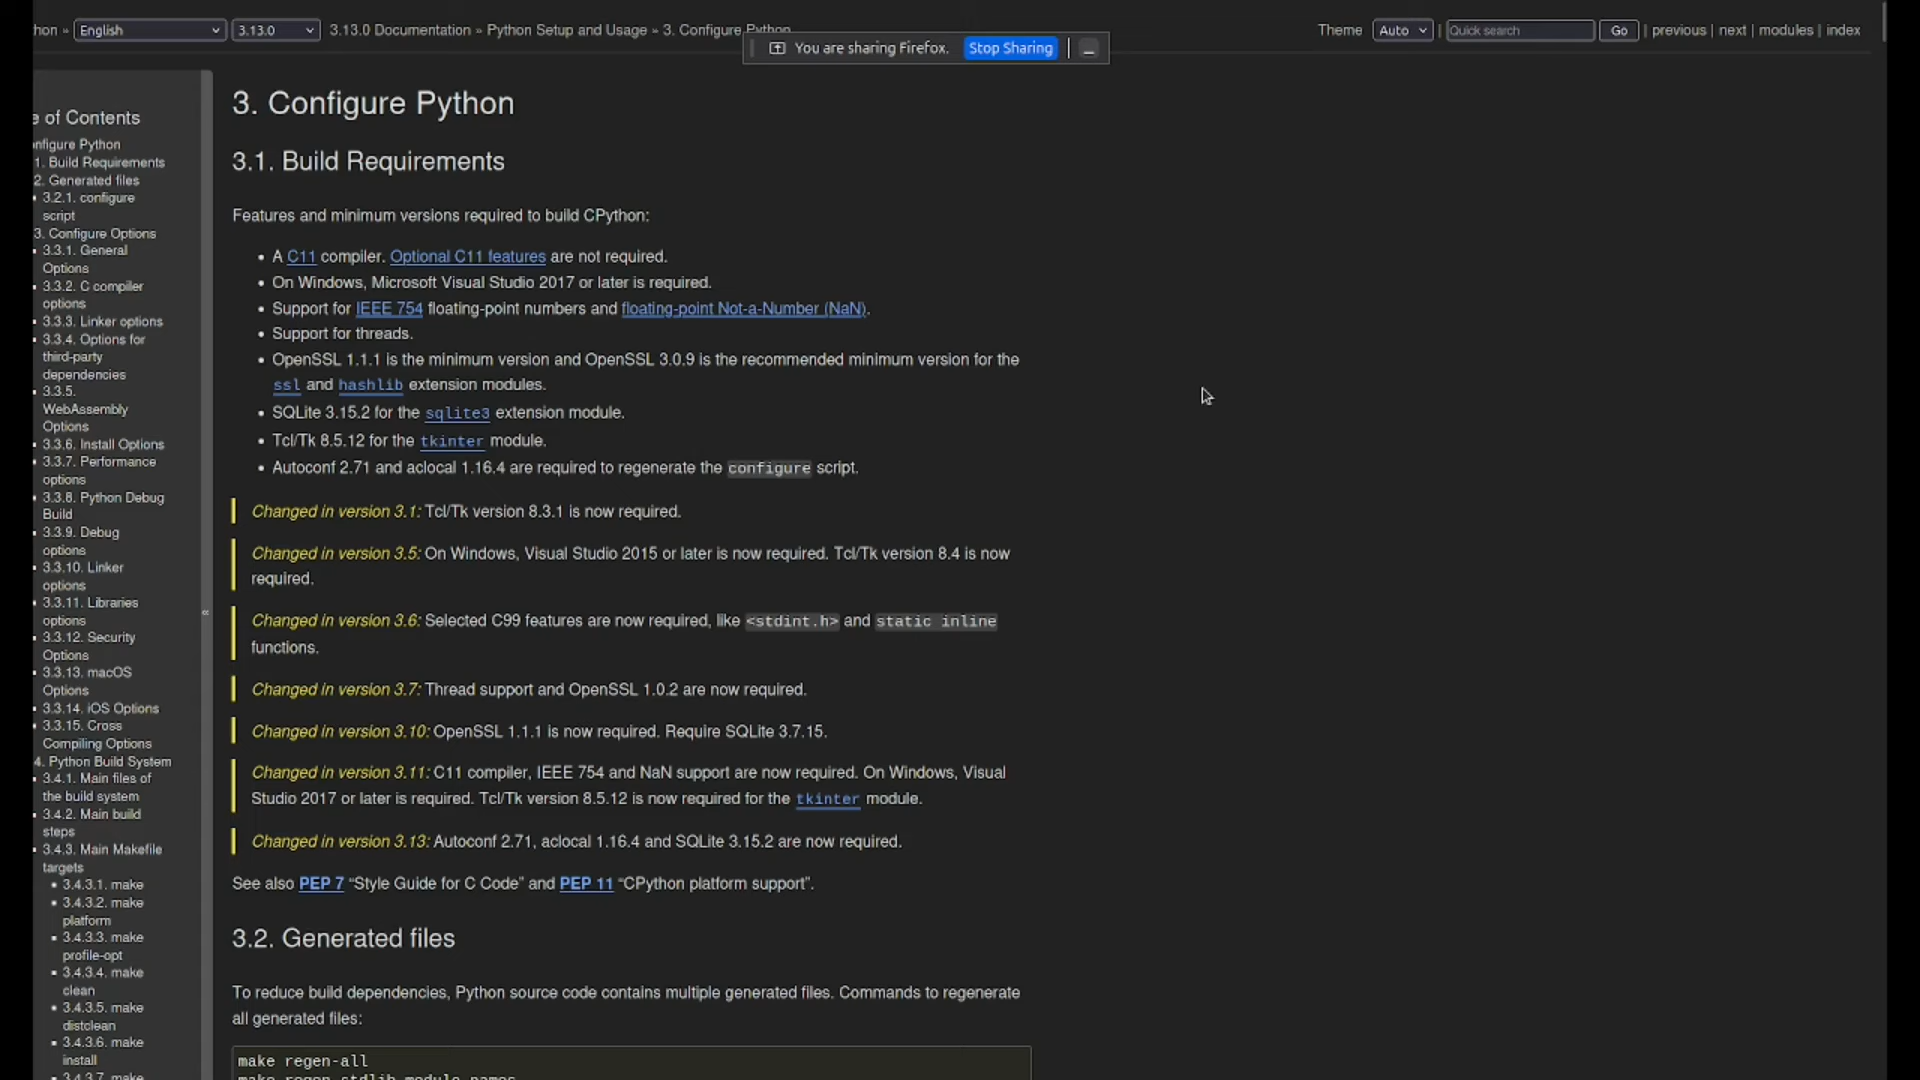 hon » English 3.13.0 3.13.0 Documentation » Python Setup and Usage » 3. Configure Python
Theme Auto | Quick search Go | previous | next | modules | index
You are sharing Firefox. Stop Sharing
e of Contents
nfigure Python
1. Build Requirements
2. Generated files
3.2.1. configure
script
3. Configure Options
3.3.1. General
Options
3.3.2. C compiler
options
3.3.3. Linker options
3.3.4. Options for
third-party
dependencies
3.3.5.
WebAssembly
Options
3.3.6. Install Options
3.3.7. Performance
options
3.3.8. Python Debug
Build
3.3.9. Debug
options
3.3.10. Linker
options
3.3.11. Libraries
options
3.3.12. Security
Options
3.3.13. macOS
Options
3.3.14. iOS Options
3.3.15. Cross
Compiling Options
4. Python Build System
3.4.1. Main files of
the build system
3.4.2. Main build
steps
3.4.3. Main Makefile
targets
3.4.3.1. make
3.4.3.2. make
platform
3.4.3.3. make
profile-opt
3.4.3.4. make
clean
3.4.3.5. make
distclean
3.4.3.6. make
install
3.4.3.7. make
«
3. Configure Python
3.1. Build Requirements
Features and minimum versions required to build CPython:
• A C11 compiler. Optional C11 features are not required.
• On Windows, Microsoft Visual Studio 2017 or later is required.
• Support for IEEE 754 floating-point numbers and floating-point Not-a-Number (NaN).
• Support for threads.
• OpenSSL 1.1.1 is the minimum version and OpenSSL 3.0.9 is the recommended minimum version for the
ssl and hashlib extension modules.
• SQLite 3.15.2 for the sqlite3 extension module.
• Tcl/Tk 8.5.12 for the tkinter module.
• Autoconf 2.71 and aclocal 1.16.4 are required to regenerate the configure script.
Changed in version 3.1: Tcl/Tk version 8.3.1 is now required.
Changed in version 3.5: On Windows, Visual Studio 2015 or later is now required. Tcl/Tk version 8.4 is now
required.
Changed in version 3.6: Selected C99 features are now required, like <stdint.h> and static inline
functions.
Changed in version 3.7: Thread support and OpenSSL 1.0.2 are now required.
Changed in version 3.10: OpenSSL 1.1.1 is now required. Require SQLite 3.7.15.
Changed in version 3.11: C11 compiler, IEEE 754 and NaN support are now required. On Windows, Visual
Studio 2017 or later is required. Tcl/Tk version 8.5.12 is now required for the tkinter module.
Changed in version 3.13: Autoconf 2.71, aclocal 1.16.4 and SQLite 3.15.2 are now required.
See also PEP 7 “Style Guide for C Code” and PEP 11 “CPython platform support”.
3.2. Generated files
To reduce build dependencies, Python source code contains multiple generated files. Commands to regenerate
all generated files:
make regen-all
make regen-stdlib-module-names